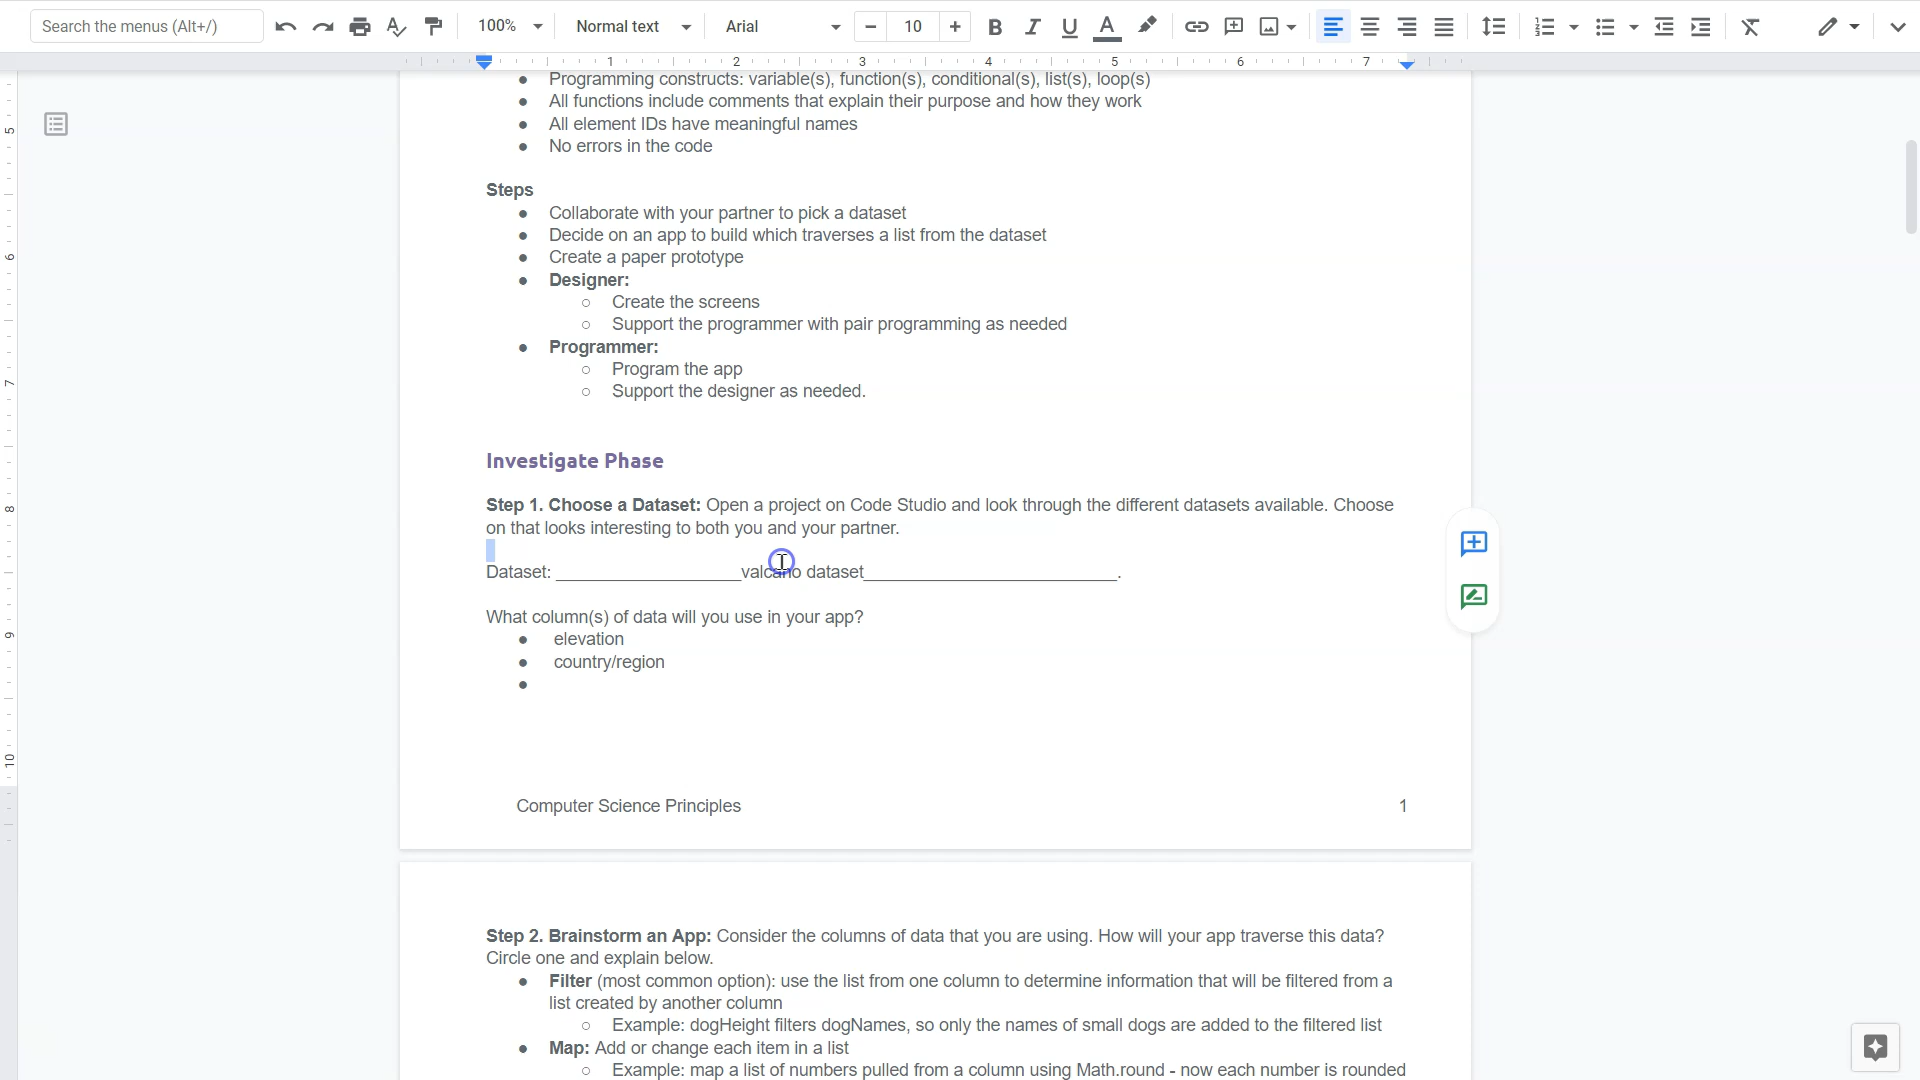 Search the menus (Alt+/)
100%
Normal text
Arial
10
1 2 3 4 5 6 7
Programming constructs: variable(s), function(s), conditional(s), list(s), loop(s)
All functions include comments that explain their purpose and how they work
All element IDs have meaningful names
No errors in the code
Steps
Collaborate with your partner to pick a dataset
Decide on an app to build which traverses a list from the dataset
Create a paper prototype
Designer:
Create the screens
Support the programmer with pair programming as needed
Programmer:
Program the app
Support the designer as needed.
Investigate Phase
Step 1. Choose a Dataset: Open a project on Code Studio and look through the different datasets available. Choose
on that looks interesting to both you and your partner.
Dataset: ____________________valcano dataset___________________________.
What column(s) of data will you use in your app?
elevation
country/region
Computer Science Principles 1
Step 2. Brainstorm an App: Consider the columns of data that you are using. How will your app traverse this data?
Circle one and explain below.
Filter (most common option): use the list from one column to determine information that will be filtered from a
list created by another column
Example: dogHeight filters dogNames, so only the names of small dogs are added to the filtered list
Map: Add or change each item in a list
Example: map a list of numbers pulled from a column using Math.round - now each number is rounded
5
6
7
8
9
10